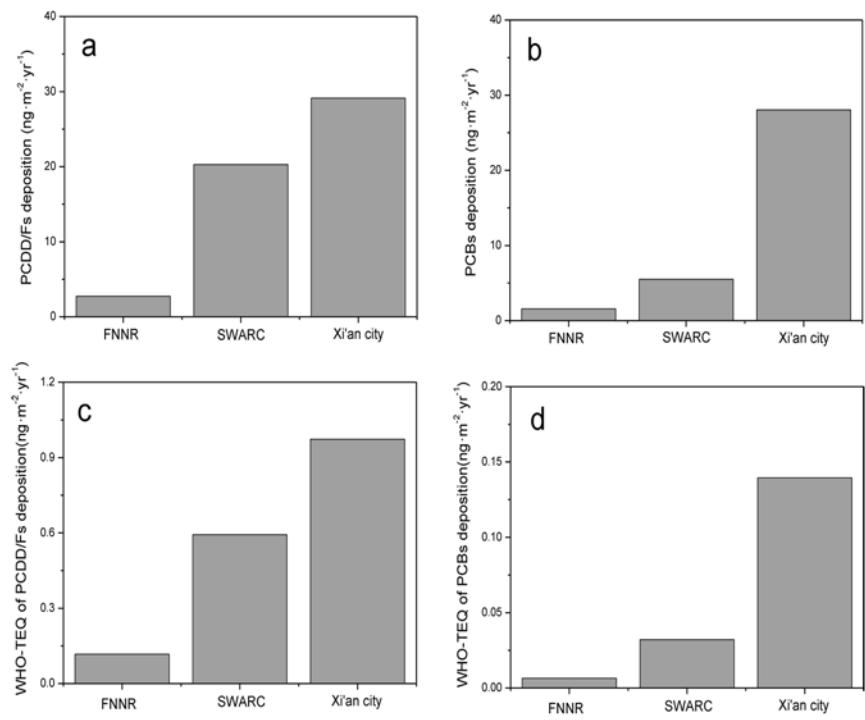 a
PCDD/Fs deposition (ng·m⁻²·yr⁻¹)
40
30
20
10
0
FNNR SWARC Xi'an city
b
PCBs deposition (ng·m⁻²·yr⁻¹)
40
30
20
10
0
FNNR SWARC Xi'an city
c
WHO-TEQ of PCDD/Fs deposition(ng·m⁻²·yr⁻¹)
1.2
0.9
0.6
0.3
0.0
FNNR SWARC Xi'an city
d
WHO-TEQ of PCBs deposition(ng·m⁻²·yr⁻¹)
0.20
0.15
0.10
0.05
0.00
FNNR SWARC Xi'an city